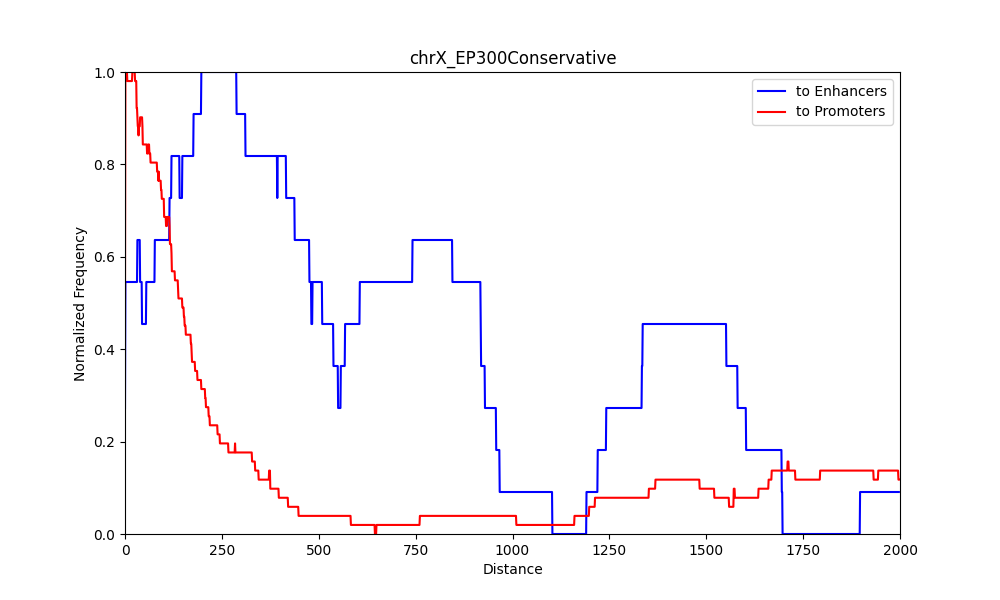 chrX_EP300Conservative
1.0
0.8
0.6
0.4
0.2
0.0
Normalized Frequency
to Enhancers
to Promoters
0 250 500 750 1000 1250 1500 1750 2000
Distance